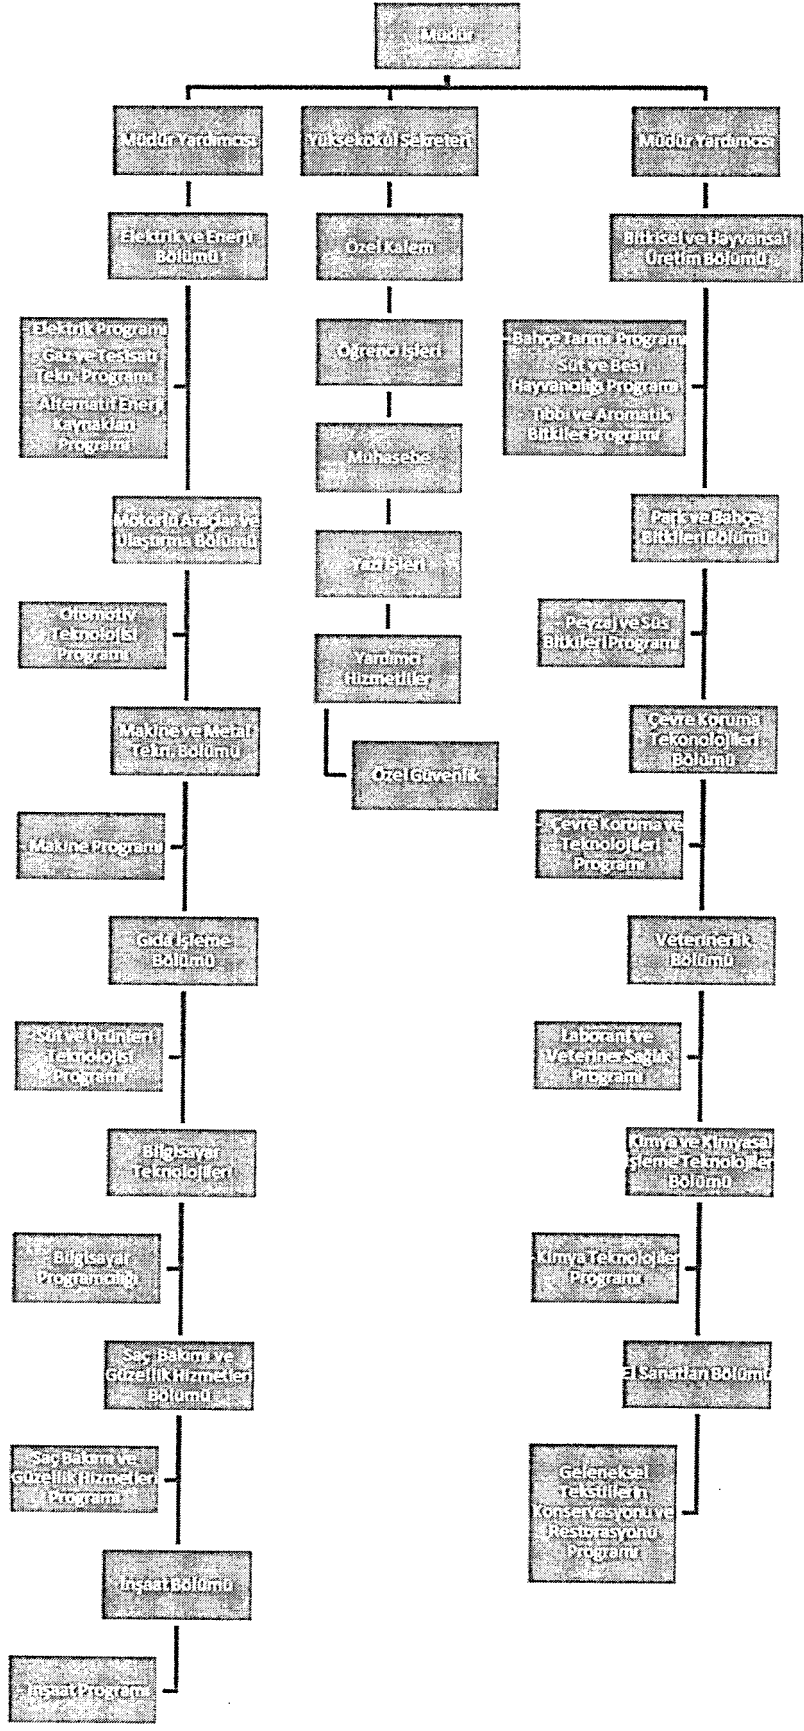 Müdür
Müdür Yardımcısı
Yüksekokul Sekreteri
Müdür Yardımcısı
Elektrik ve Enerji
Bölümü
- Elektrik Programı
- Gaz ve Tesisatı
Tekn. Programı
- Alternatif Enerji
Kaynakları
Programı
Motorlu Araçlar ve
Ulaştırma Bölümü
- Otomotiv
Teknolojisi
Programı
Makine ve Metal
Tekn. Bölümü
- Makine Programı
Gıda İşleme
Bölümü
- Süt ve Ürünleri
Teknolojisi
Programı
Bilgisayar
Teknolojileri
Bilgisayar
Programcılığı
Saç Bakımı ve
Güzellik Hizmetleri
Bölümü
Saç Bakımı ve
Güzellik Hizmetleri
Programı
İnşaat Bölümü
- İnşaat Programı
Özel Kalem
Öğrenci İşleri
Muhasebe
Yazı İşleri
Yardımcı
Hizmetliler
Özel Güvenlik
Bitkisel ve Hayvansal
Üretim Bölümü
- Bahçe Tarımı Programı
- Süt ve Besi
Hayvancılığı Programı
- Tıbbi ve Aromatik
Bitkiler Programı
Park ve Bahçe
Bitkileri Bölümü
- Peyzaj ve Süs
Bitkileri Programı
Çevre Koruma
Tekonolojileri
Bölümü
- Çevre Koruma ve
Teknolojileri
Programı
Veterinerlik
Bölümü
Laborant ve
Veteriner Sağlık
Programı
Kimya ve Kimyasal
İşleme Teknolojileri
Bölümü
- Kimya Teknolojileri
Programı
El Sanatları Bölümü
Geleneksel
Tekstillerin
Konservasyonu ve
Restorasyonu
Programı